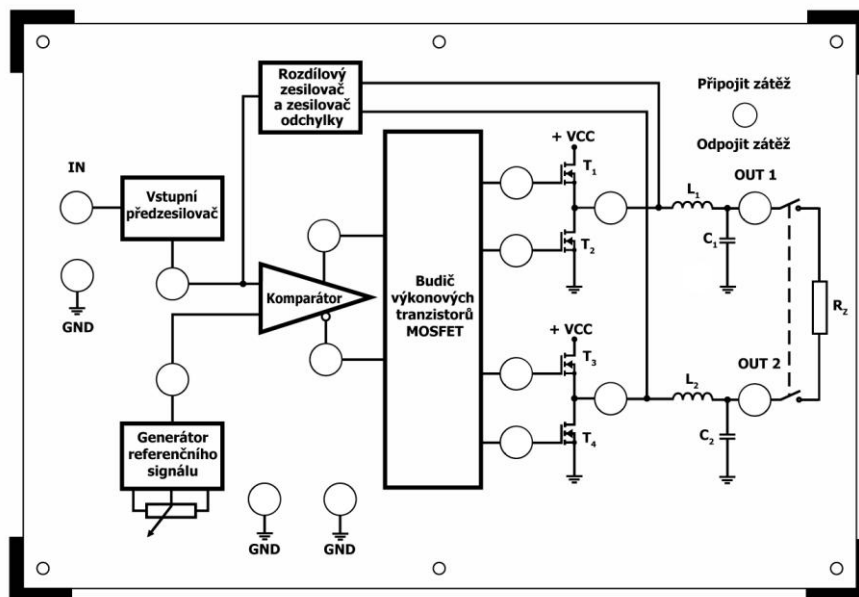 Rozdílový
zesilovač
a zesilovač
odchylky
Připojit zátěž
Odpojit zátěž
+ VCC
T₁
IN
Vstupní
předzesilovač
L₁
OUT 1
C₁
T₂
GND
Komparátor
Budič
výkonových
tranzistorů
MOSFET
R_Z
+ VCC
T₃
L₂
OUT 2
T₄
C₂
Generátor
referenčního
signálu
GND
GND